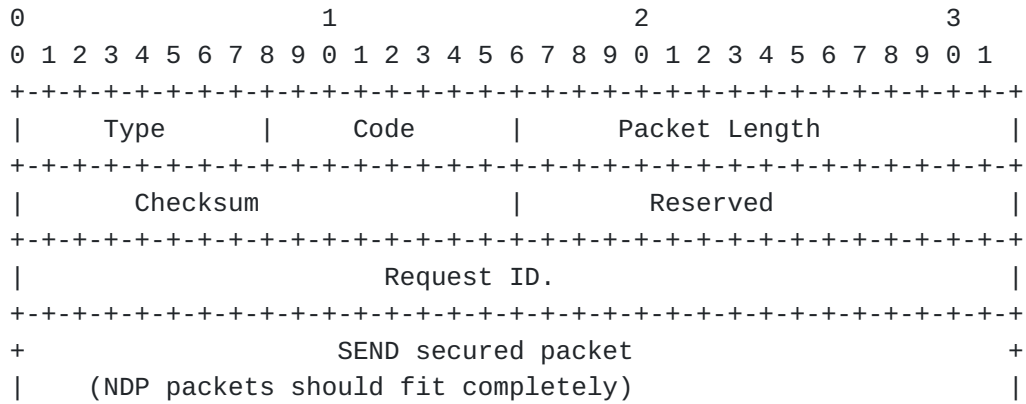 0                   1                   2                   3
0 1 2 3 4 5 6 7 8 9 0 1 2 3 4 5 6 7 8 9 0 1 2 3 4 5 6 7 8 9 0 1
+-+-+-+-+-+-+-+-+-+-+-+-+-+-+-+-+-+-+-+-+-+-+-+-+-+-+-+-+-+-+-+-+
|     Type      |     Code      |      Packet Length            |
+-+-+-+-+-+-+-+-+-+-+-+-+-+-+-+-+-+-+-+-+-+-+-+-+-+-+-+-+-+-+-+-+
|       Checksum                |        Reserved               |
+-+-+-+-+-+-+-+-+-+-+-+-+-+-+-+-+-+-+-+-+-+-+-+-+-+-+-+-+-+-+-+-+
|                       Request ID.                             |
+-+-+-+-+-+-+-+-+-+-+-+-+-+-+-+-+-+-+-+-+-+-+-+-+-+-+-+-+-+-+-+-+
+                    SEND secured packet                        +
|    (NDP packets should fit completely)                        |